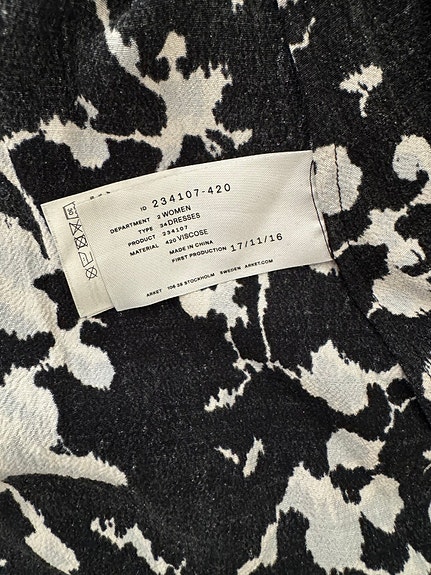 ID 234107-420
DEPARTMENT 2 WOMEN
TYPE 34 DRESSES
PRODUCT 234107
MATERIAL 420 VISCOSE
MADE IN CHINA
FIRST PRODUCTION 17/11/16
ARKET 106 38 STOCKHOLM SWEDEN ARKET.COM